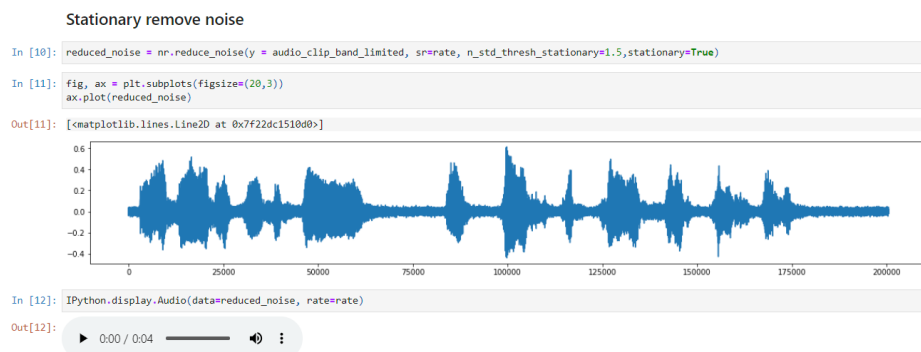 Stationary remove noise
In [10]: reduced_noise = nr.reduce_noise(y = audio_clip_band_limited, sr=rate, n_std_thresh_stationary=1.5,stationary=True)
In [11]: fig, ax = plt.subplots(figsize=(20,3))
ax.plot(reduced_noise)
Out[11]: [<matplotlib.lines.Line2D at 0x7f22dc1510d0>]
0.6
0.4
0.2
0.0
−0.2
−0.4
0 25000 50000 75000 100000 125000 150000 175000 200000
In [12]: IPython.display.Audio(data=reduced_noise, rate=rate)
Out[12]:
0:00 / 0:04